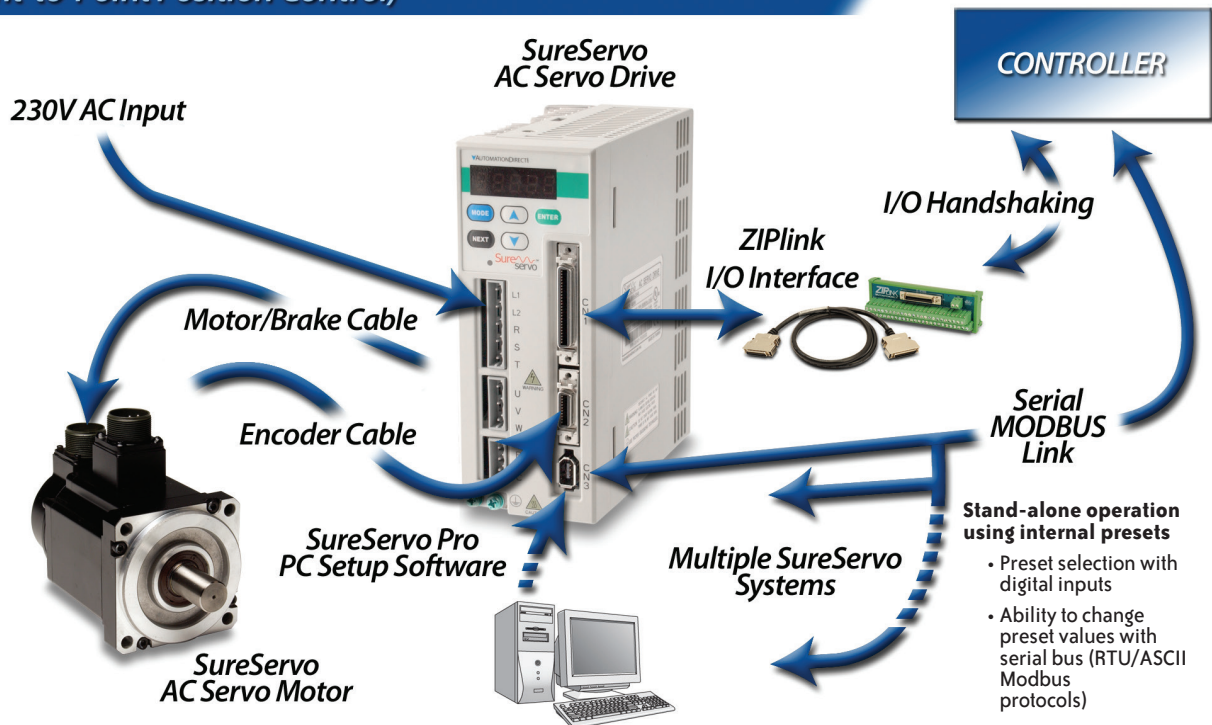 Point Position Control)
SureServo
AC Servo Drive
CONTROLLER
230V AC Input
AUTOMATIONDIRECT
MODE
ENTER
NEXT
Sure
servo
I/O Handshaking
ZIPlink
I/O Interface
ZIPLink
L1
L2
R
S
T
U
V
W
CN1
CN2
CN3
WARNING
Motor/Brake Cable
Encoder Cable
Serial
MODBUS
Link
SureServo Pro
PC Setup Software
Multiple SureServo
Systems
Stand-alone operation
using internal presets
• Preset selection with
digital inputs
• Ability to change
preset values with
serial bus (RTU/ASCII
Modbus
protocols)
SureServo
AC Servo Motor